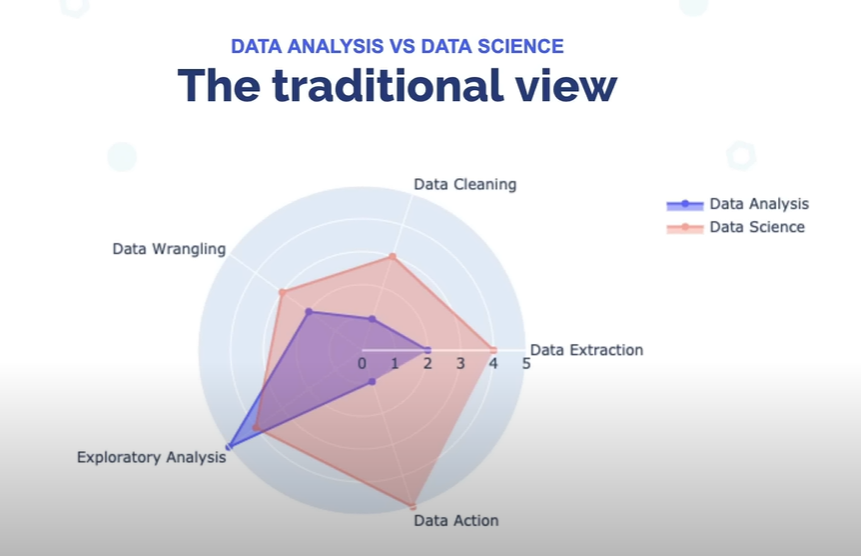 DATA ANALYSIS VS DATA SCIENCE
The traditional view
Data Cleaning
Data Analysis
Data Science
Data Wrangling
Data Extraction
0 1 2 3 4 5
Exploratory Analysis
Data Action